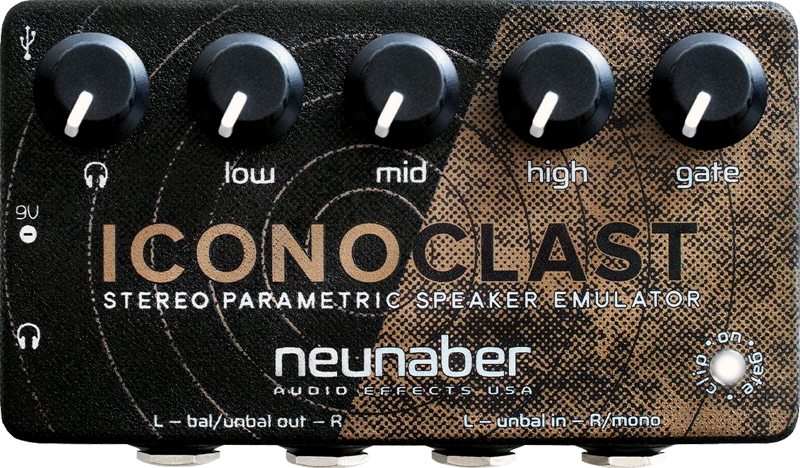 low mid high gate
9V
ICONOCLAST
STEREO PARAMETRIC SPEAKER EMULATOR
neunaber
AUDIO EFFECTS USA
clip • on • gate •
L – bal/unbal out – R L – unbal in – R/mono